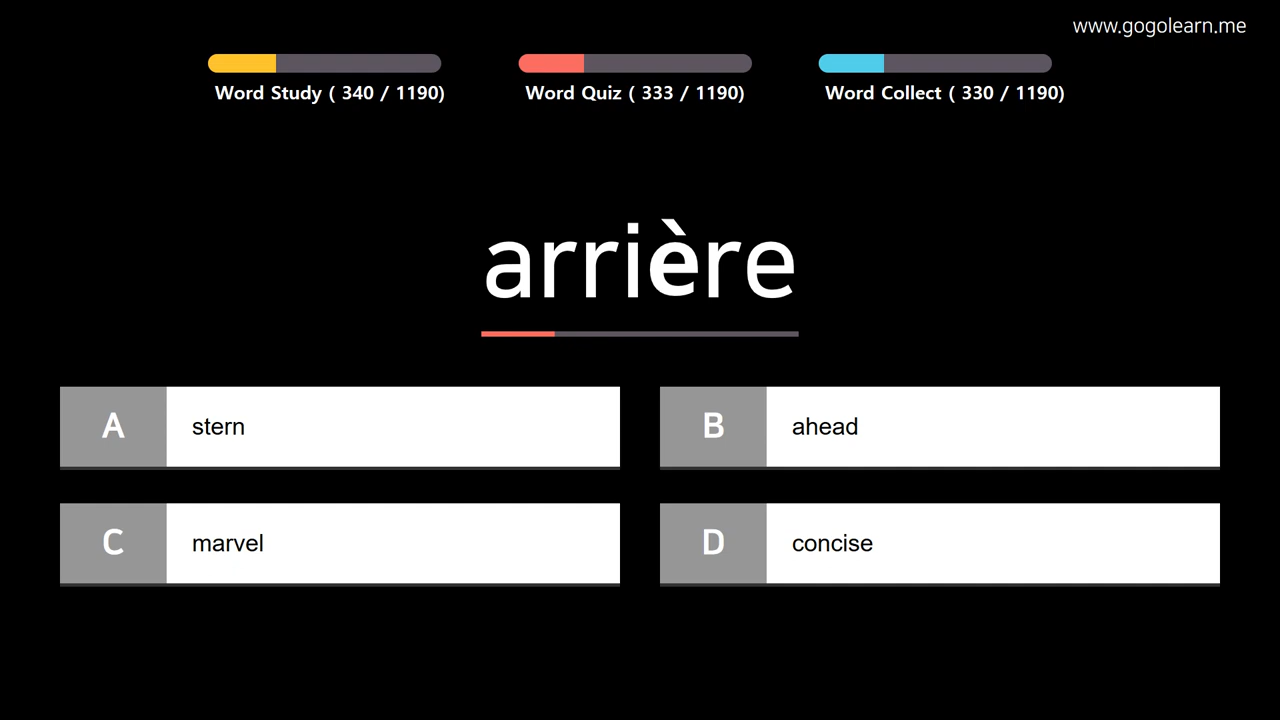 www.gogolearn.me
Word Study ( 340 / 1190)
Word Quiz ( 333 / 1190)
Word Collect ( 330 / 1190)
arrière
A stern
B ahead
C marvel
D concise